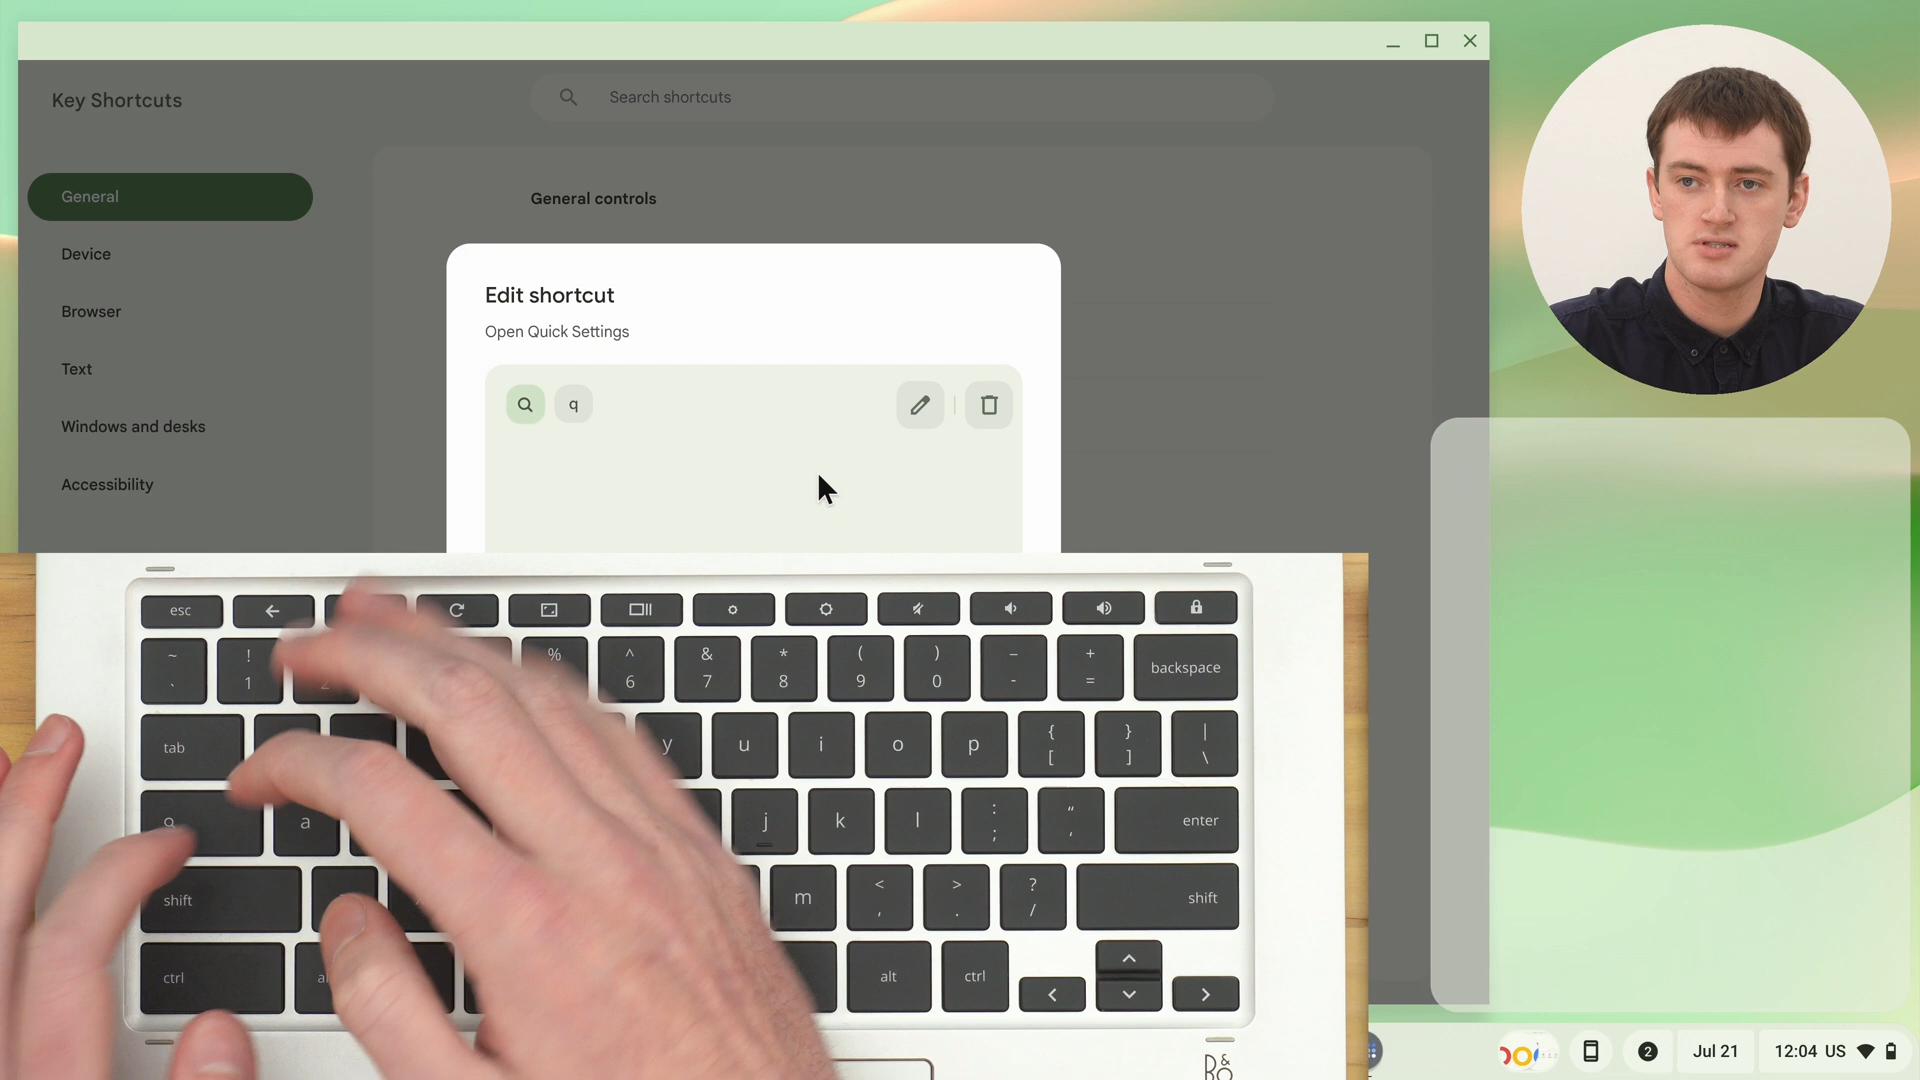 Key Shortcuts
Search shortcuts
General
General controls
Device
Browser
Text
Windows and desks
Accessibility
Edit shortcut
Open Quick Settings
q
esc
~ ! % ^ & * ( ) – +
` 1 2 6 7 8 9 0 - = backspace
tab y u i o p { [ } ] | \
a j k l : ; “ ‘ enter
shift m < , > . ? / shift
ctrl alt ctrl
B&O
2
Jul 21
12:04 US